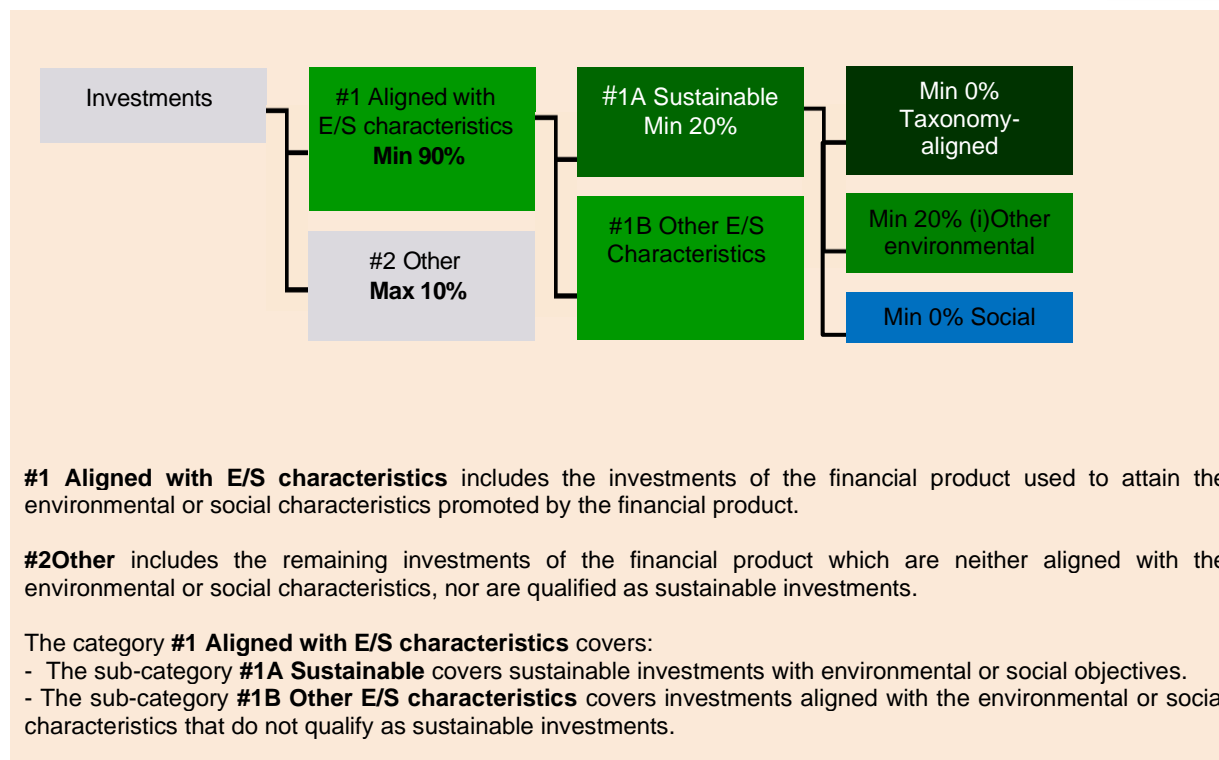 Investments
#1 Aligned with
E/S characteristics
Min 90%
#2 Other
Max 10%
#1A Sustainable
Min 20%
#1B Other E/S
Characteristics
Min 0%
Taxonomy-
aligned
Min 20% (i)Other
environmental
Min 0% Social
#1 Aligned with E/S characteristics includes the investments of the financial product used to attain the
environmental or social characteristics promoted by the financial product.
#2Other includes the remaining investments of the financial product which are neither aligned with the
environmental or social characteristics, nor are qualified as sustainable investments.
The category #1 Aligned with E/S characteristics covers:
- The sub-category #1A Sustainable covers sustainable investments with environmental or social objectives.
- The sub-category #1B Other E/S characteristics covers investments aligned with the environmental or social
characteristics that do not qualify as sustainable investments.